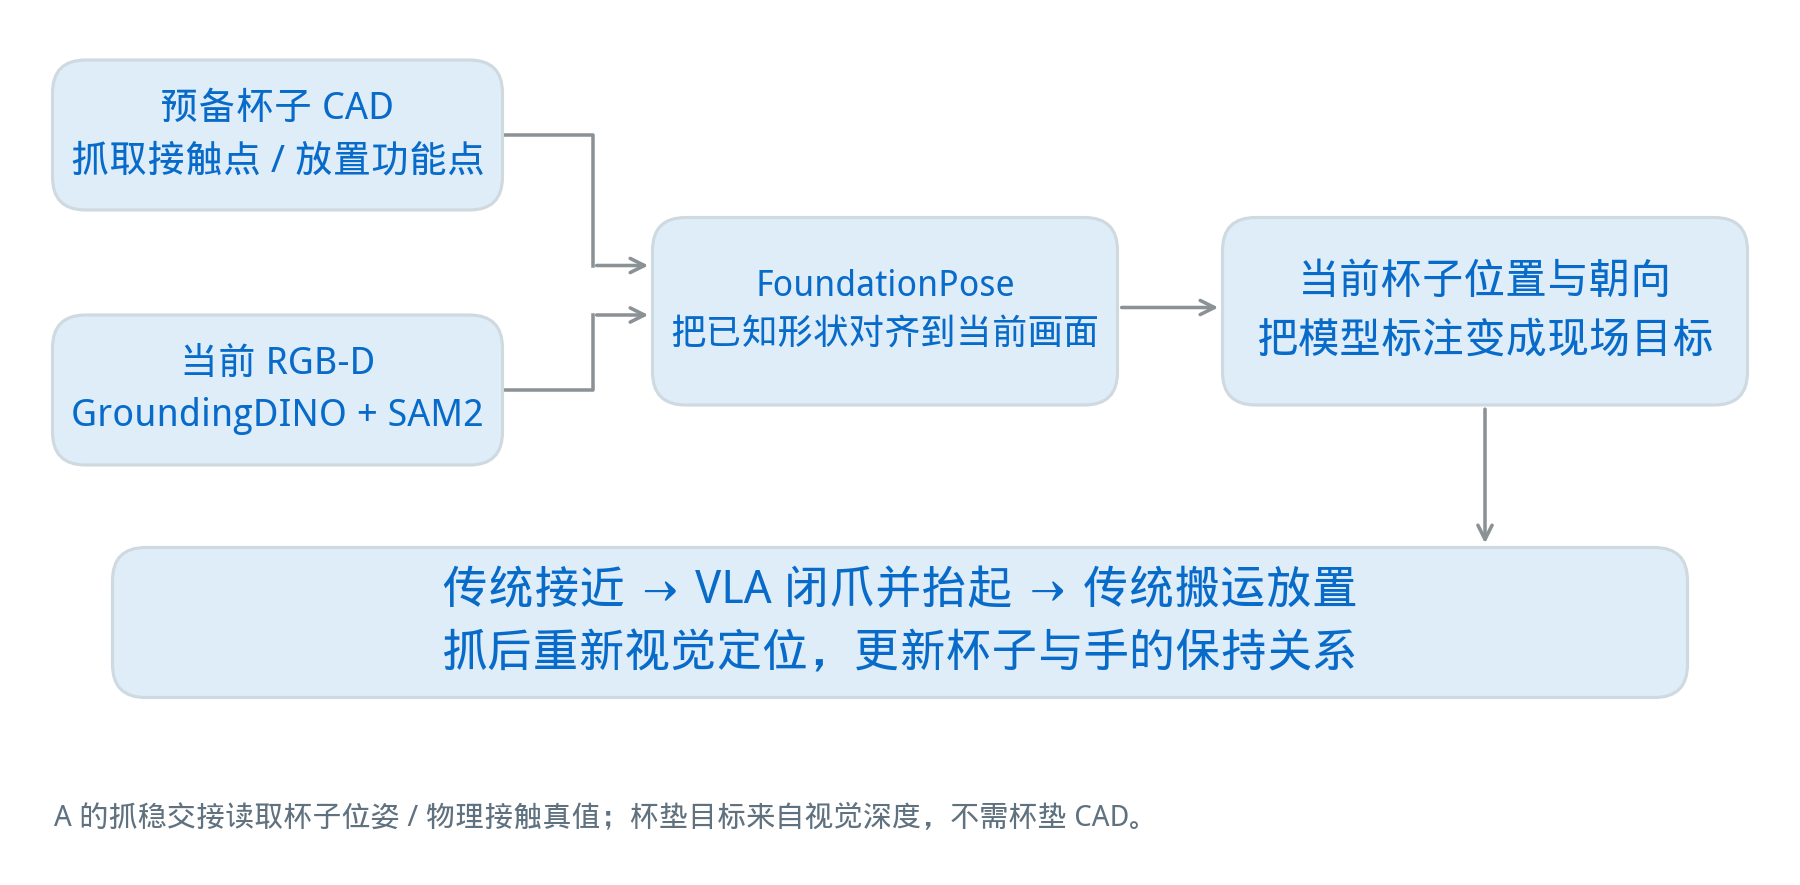 预备杯子 CAD
抓取接触点 / 放置功能点
当前 RGB-D
GroundingDINO + SAM2
FoundationPose
把已知形状对齐到当前画面
当前杯子位置与朝向
把模型标注变成现场目标
传统接近 → VLA 闭爪并抬起 → 传统搬运放置
抓后重新视觉定位，更新杯子与手的保持关系
A 的抓稳交接读取杯子位姿 / 物理接触真值；杯垫目标来自视觉深度，不需杯垫 CAD。